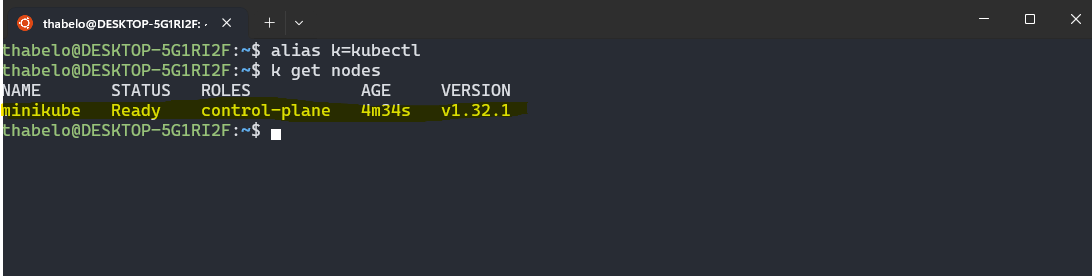 thabelo@DESKTOP-5G1RI2F: ~
thabelo@DESKTOP-5G1RI2F:~$ alias k=kubectl
thabelo@DESKTOP-5G1RI2F:~$ k get nodes
NAME       STATUS   ROLES           AGE     VERSION
minikube   Ready    control-plane   4m34s   v1.32.1
thabelo@DESKTOP-5G1RI2F:~$